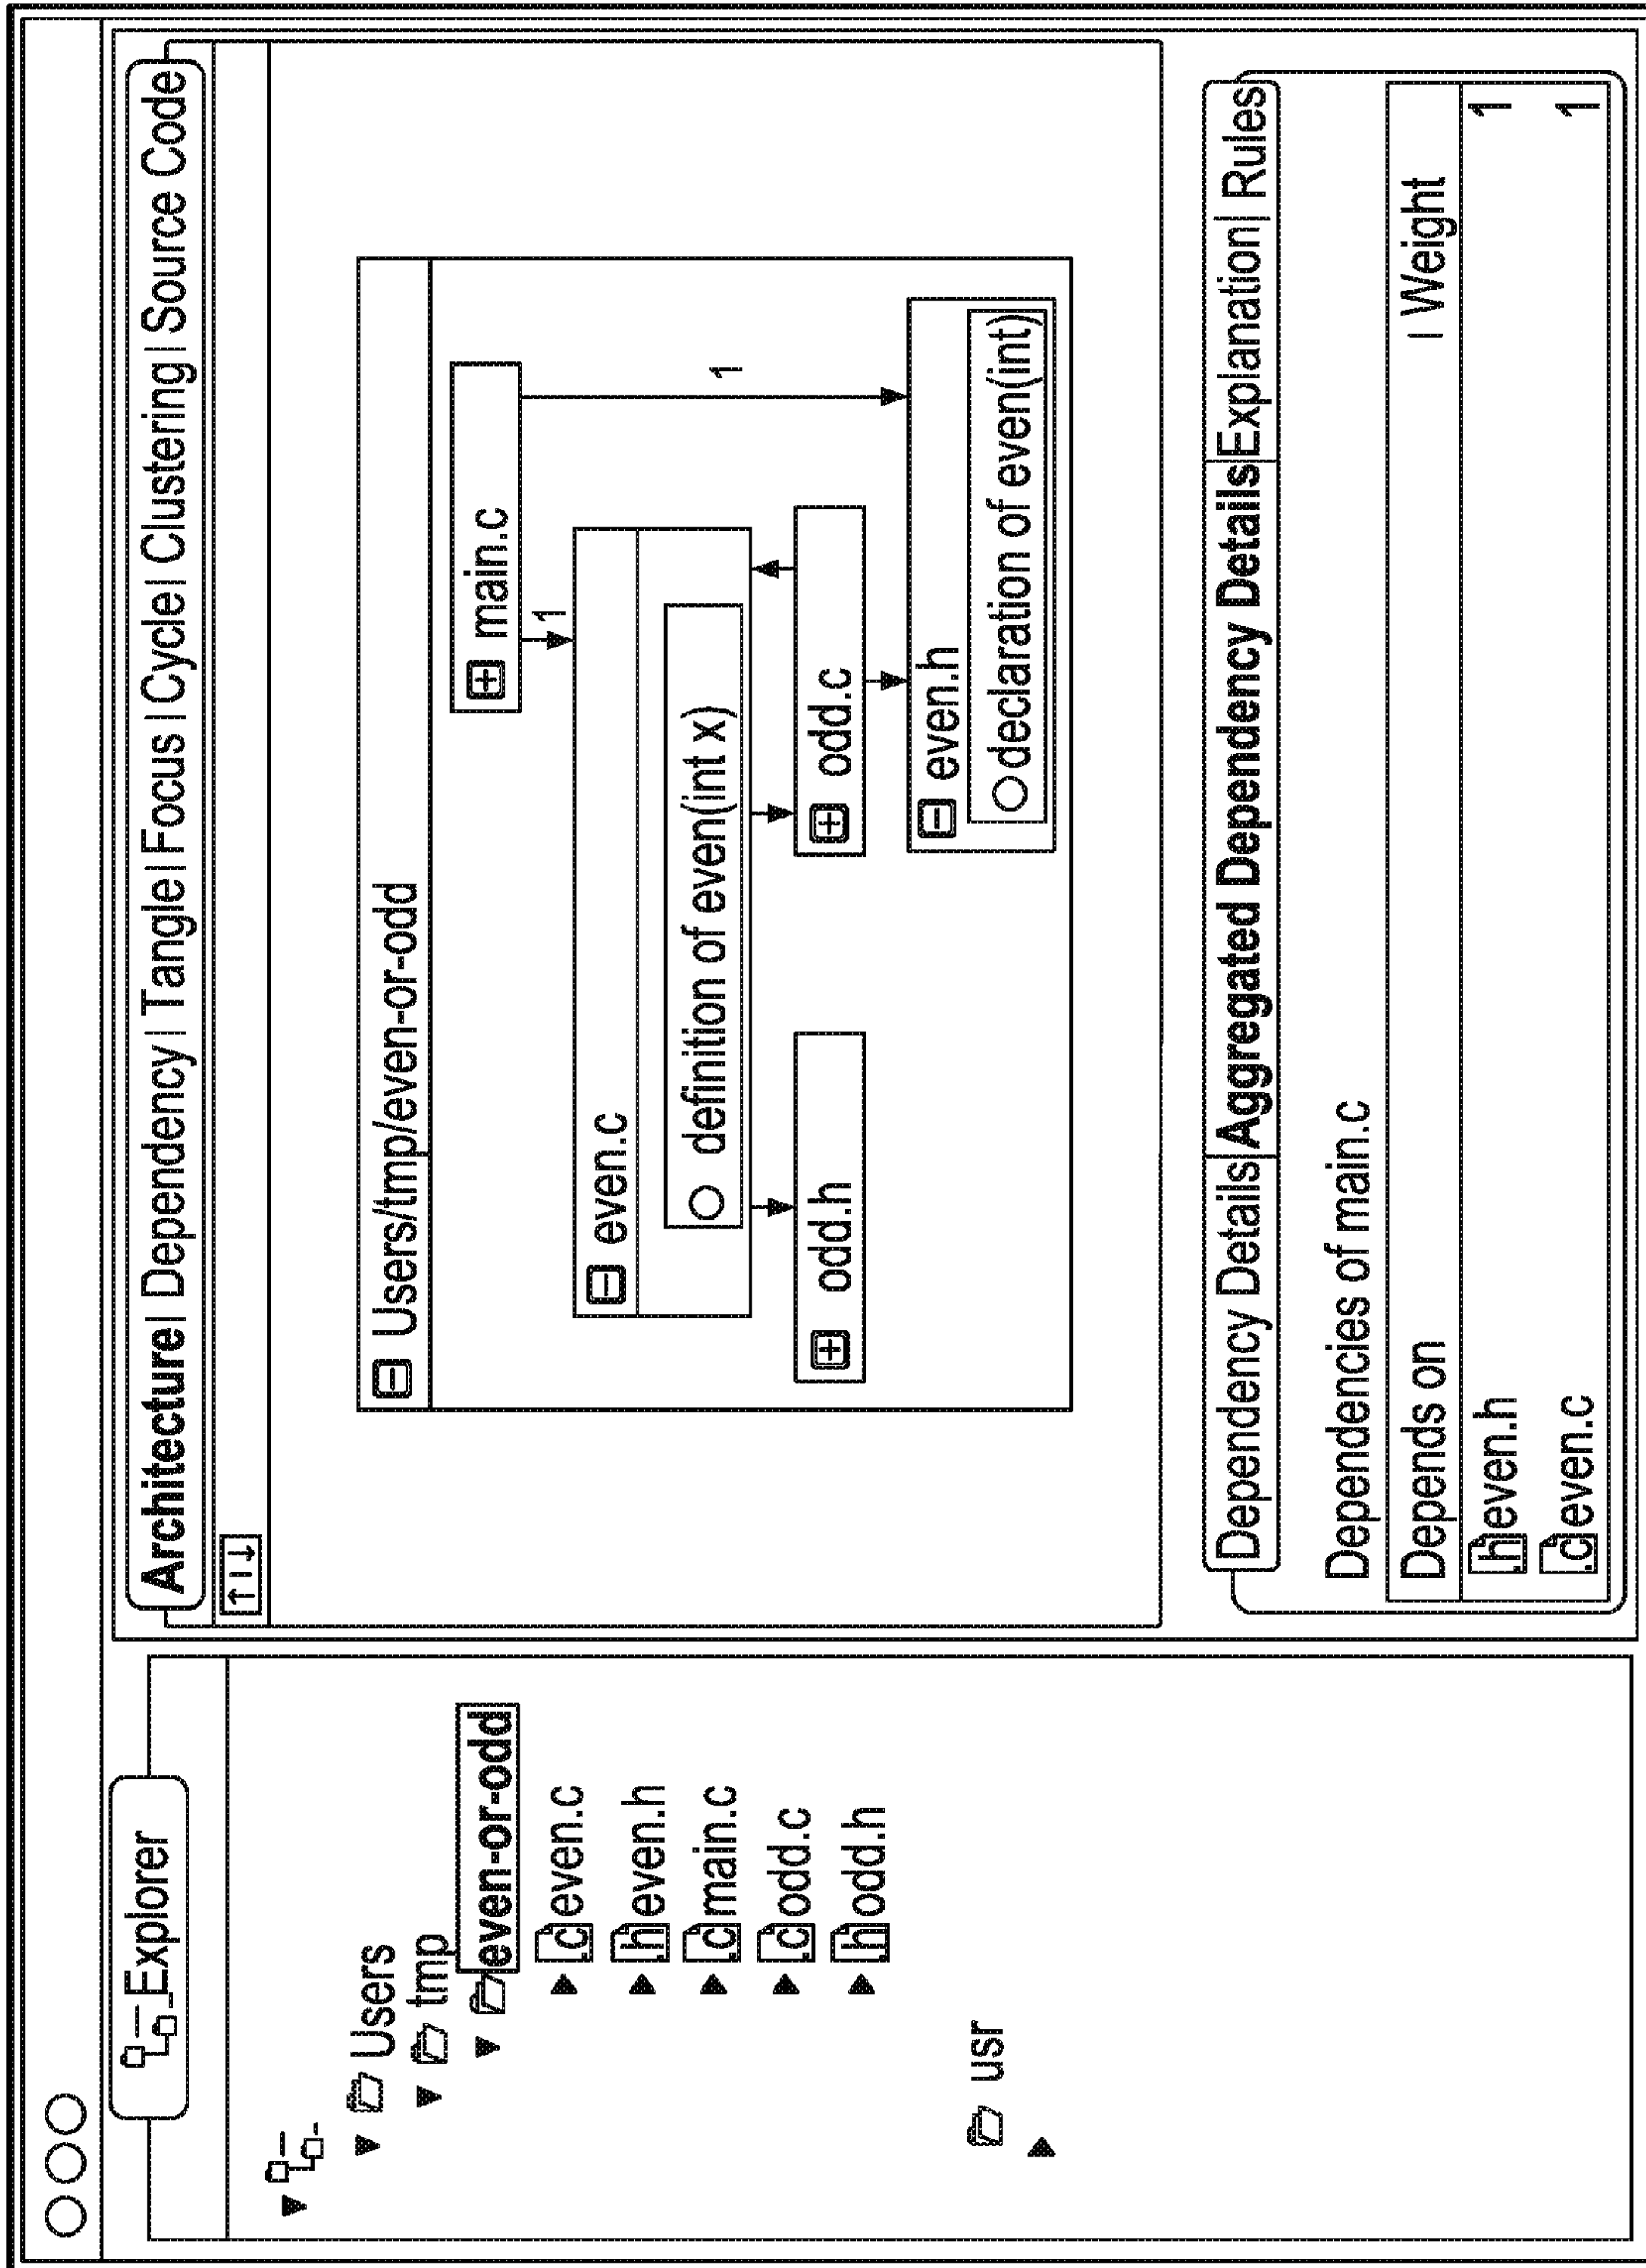 Explorer
Users
tmp
even-or-odd
.c even.c
.h even.h
.c main.c
.c odd.c
.h odd.h
usr
Architecture| Dependency| Tangle| Focus | Cycle| Clustering| Source Code
Users/tmp/even-or-odd
main.c
1
1
even.c
definition of even(int x)
odd.h
odd.c
even.h
declaration of even(int)
Dependency Details| Aggregated Dependency Details Explanation| Rules
Dependencies of main.c
Depends on | Weight
.h even.h 1
.c even.c 1